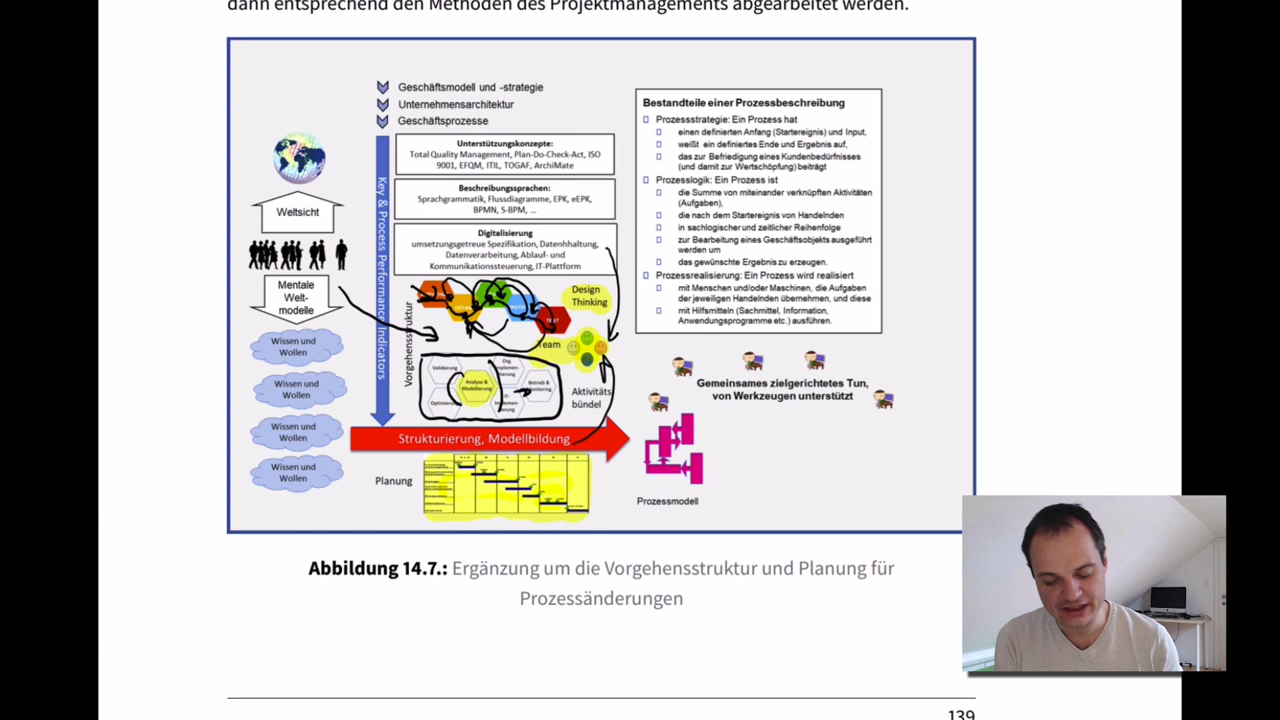 dann entsprechend den Methoden des Projektmanagements abgearbeitet werden.
Geschäftsmodell und -strategie
Unternehmensarchitektur
Geschäftsprozesse
Unterstützungskonzepte:
Total Quality Management, Plan-Do-Check-Act, ISO
9001, EFQM, ITIL, TOGAF, ArchiMate
Beschreibungssprachen:
Sprachgrammatik, Flussdiagramme, EPK, eEPK,
BPMN, S-BPM, ...
Digitalisierung
umsetzungsgetreue Spezifikation, Datenhhaltung,
Datenverarbeitung, Ablauf- und
Kommunikationssteuerung, IT-Plattform
Key & Process Performance Indicators
Weltsicht
Mentale
Welt-
modelle
Wissen und
Wollen
Wissen und
Wollen
Wissen und
Wollen
Wissen und
Wollen
Vorgehensstruktur
TEST
Design
Thinking
Team
Validierung
Analyse &
Modellierung
Betrieb &
Monitoring
Aktivitäts
bündel
Strukturierung, Modellbildung
Planung
Bestandteile einer Prozessbeschreibung
Prozessstrategie: Ein Prozess hat
einen definierten Anfang (Startereignis) und Input,
weißt ein definiertes Ende und Ergebnis auf,
das zur Befriedigung eines Kundenbedürfnisses
(und damit zur Wertschöpfung) beiträgt
Prozesslogik: Ein Prozess ist
die Summe von miteinander verknüpften Aktivitäten
(Aufgaben),
die nach dem Startereignis von Handelnden
in sachlogischer und zeitlicher Reihenfolge
zur Bearbeitung eines Geschäftsobjekts ausgeführt
werden um
das gewünschte Ergebnis zu erzeugen.
Prozessrealisierung: Ein Prozess wird realisiert
mit Menschen und/oder Maschinen, die Aufgaben
der jeweiligen Handelnden übernehmen, und diese
mit Hilfsmitteln (Sachmittel, Information,
Anwendungsprogramme etc.) ausführen.
Gemeinsames zielgerichtetes Tun,
von Werkzeugen unterstützt
Prozessmodell
Abbildung 14.7.: Ergänzung um die Vorgehensstruktur und Planung für
Prozessänderungen
139